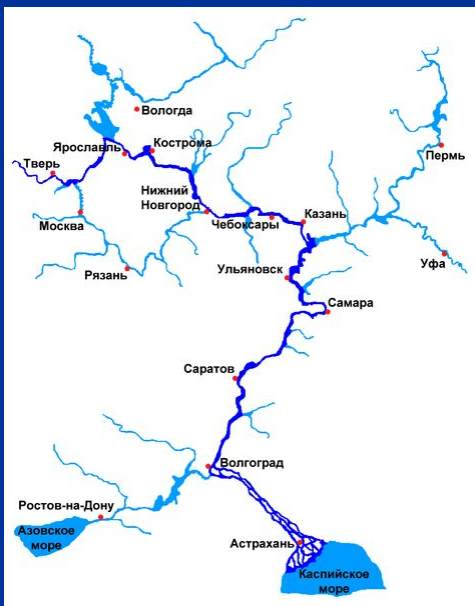 Вологда
Ярославль
Кострома
Тверь
Пермь
Нижний
Новгород
Казань
Москва
Чебоксары
Рязань
Ульяновск
Уфа
Самара
Саратов
Волгоград
Ростов-на-Дону
Азовское
море
Астрахань
Каспийское
море